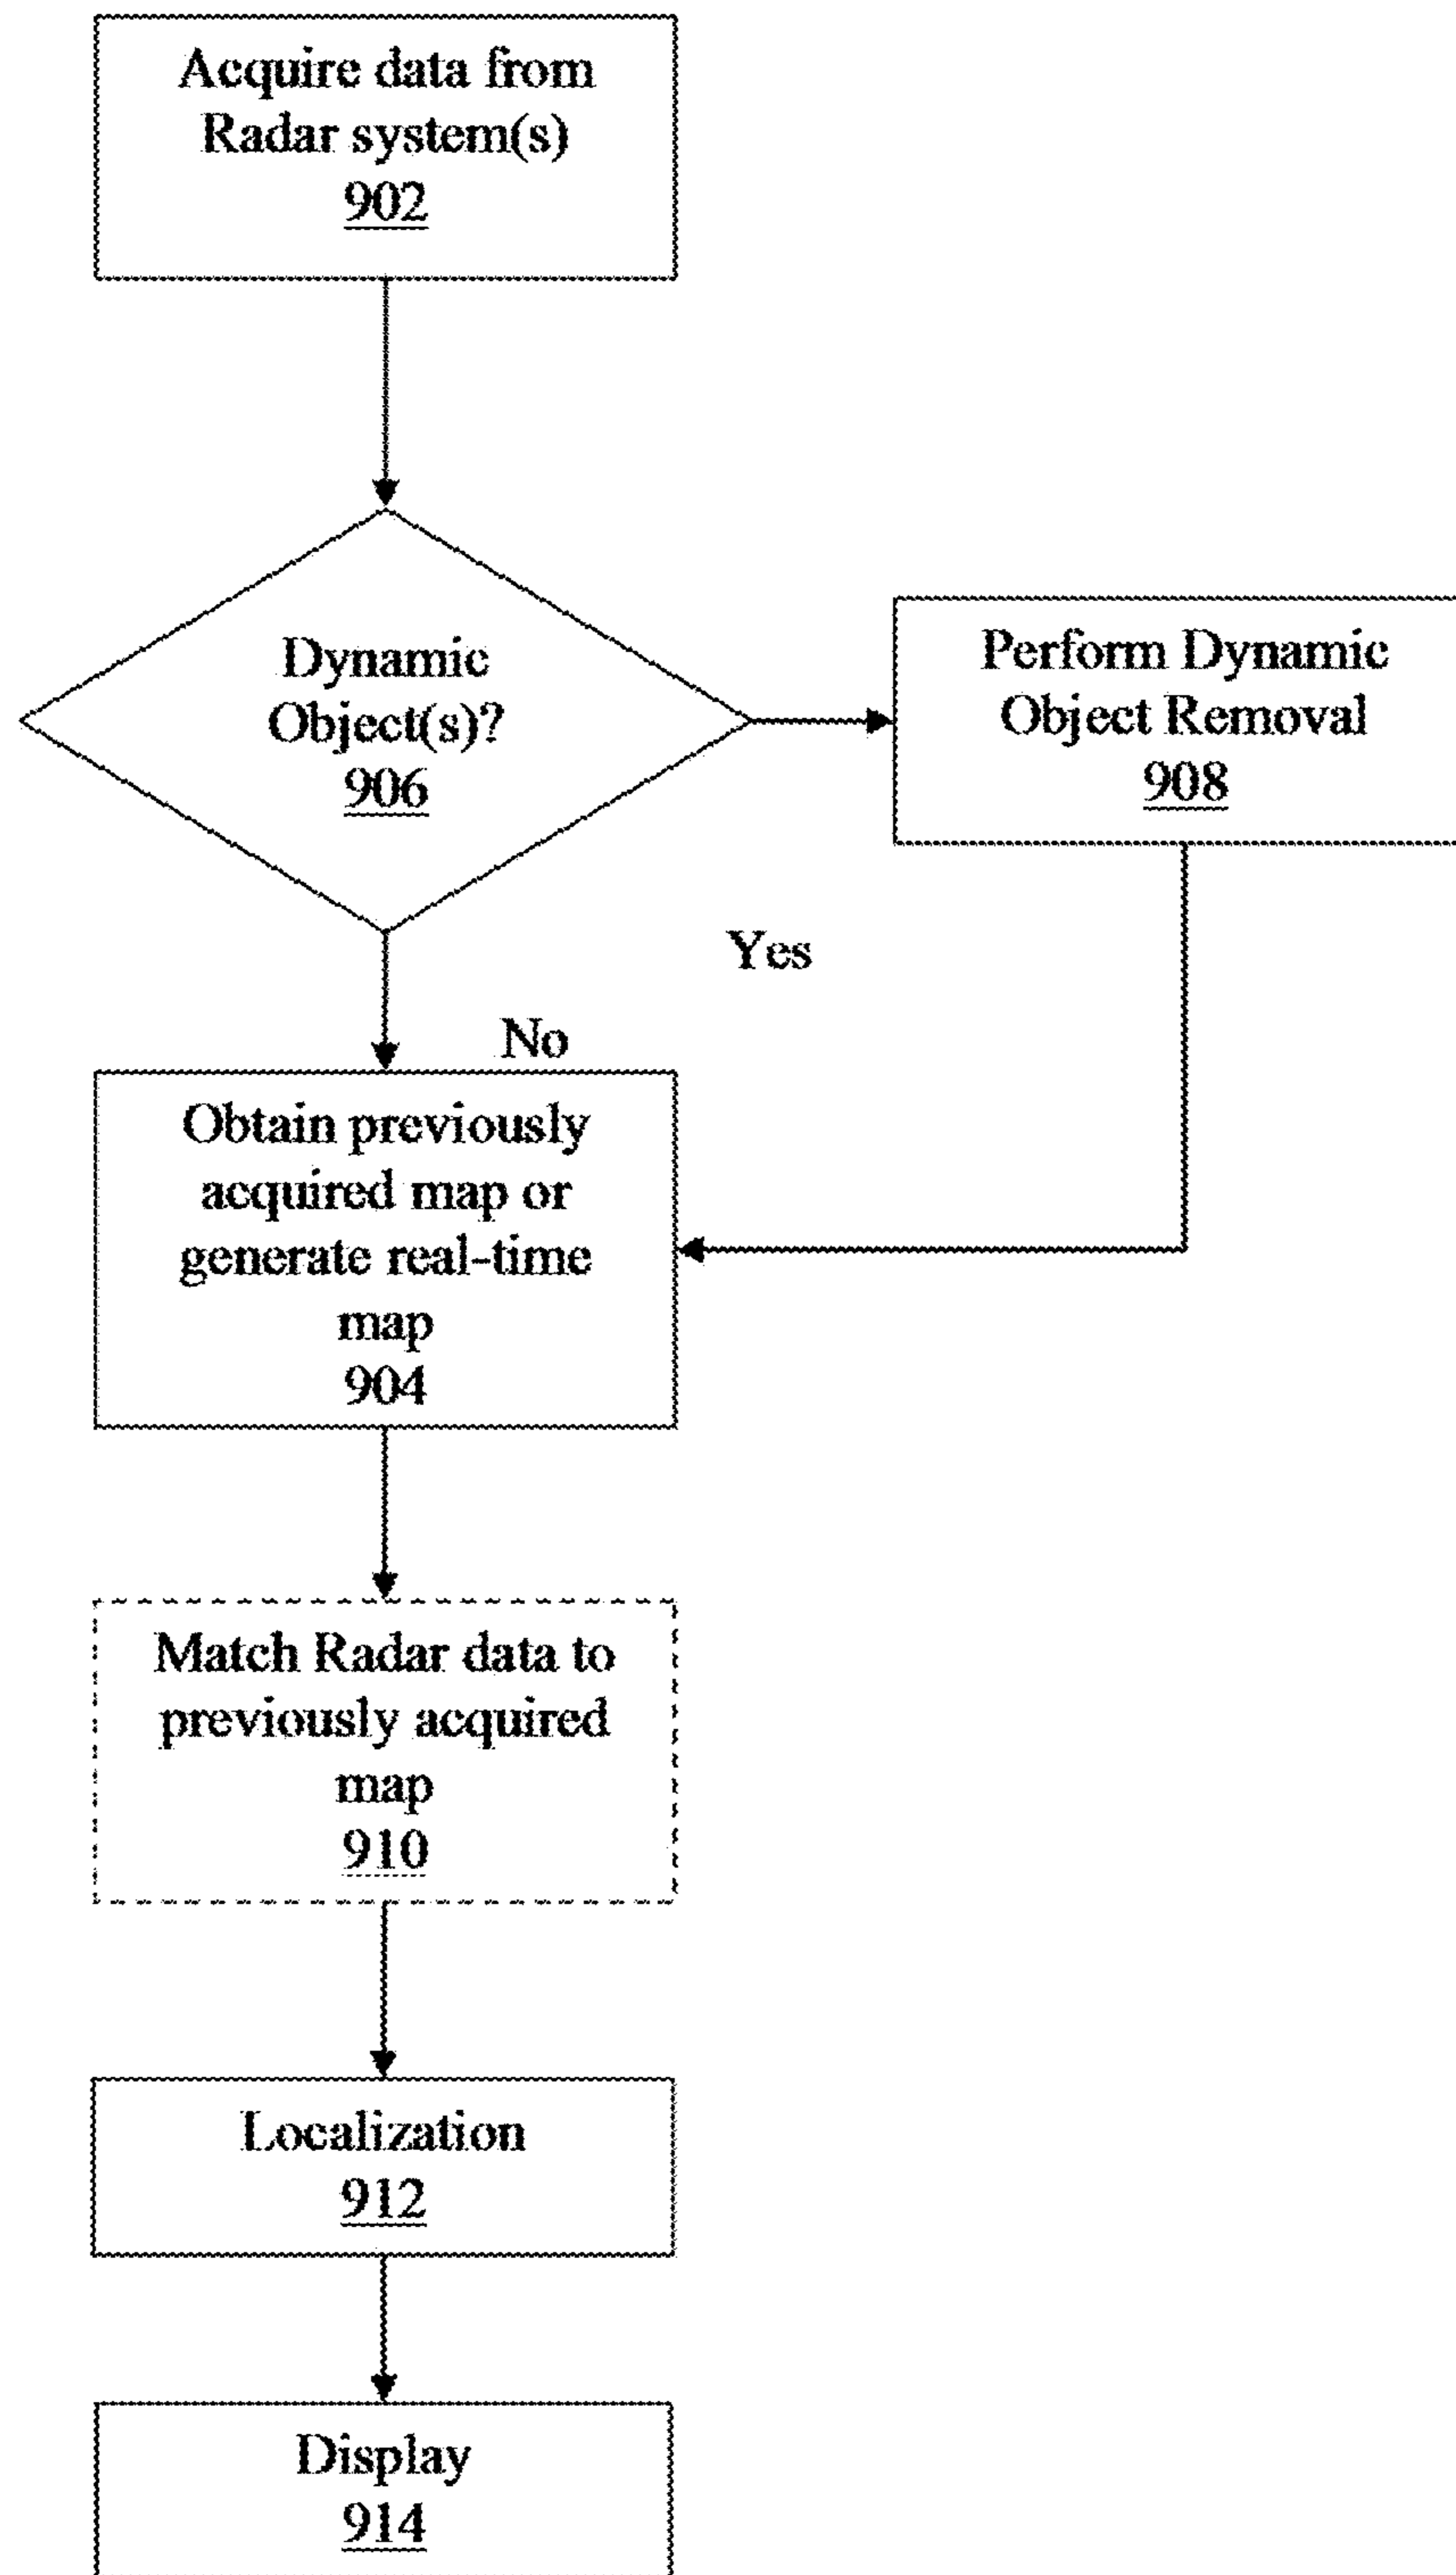 Acquire data from
Radar system(s)
902
Dynamic
Object(s)?
906
Perform Dynamic
Object Removal
908
Yes
No
Obtain previously
acquired map or
generate real-time
map
904
Match Radar data to
previously acquired
map
910
Localization
912
Display
914